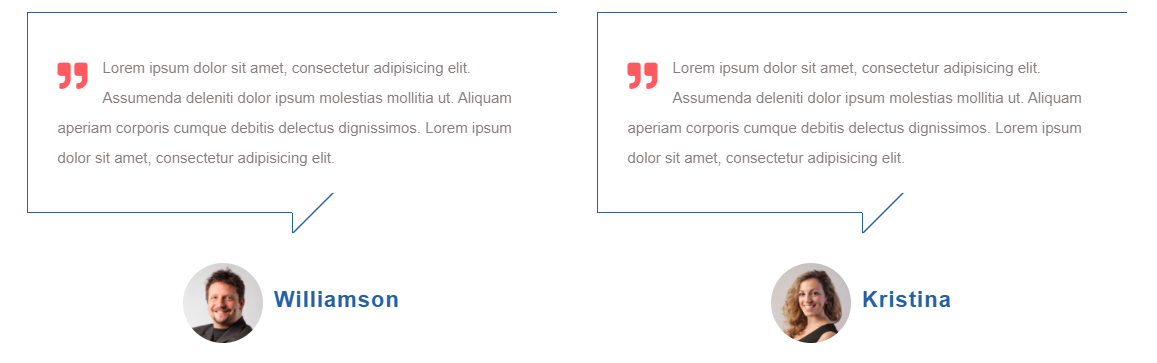 Lorem ipsum dolor sit amet, consectetur adipisicing elit.
Assumenda deleniti dolor ipsum molestias mollitia ut. Aliquam
aperiam corporis cumque debitis delectus dignissimos. Lorem ipsum
dolor sit amet, consectetur adipisicing elit.
Williamson
Lorem ipsum dolor sit amet, consectetur adipisicing elit.
Assumenda deleniti dolor ipsum molestias mollitia ut. Aliquam
aperiam corporis cumque debitis delectus dignissimos. Lorem ipsum
dolor sit amet, consectetur adipisicing elit.
Kristina